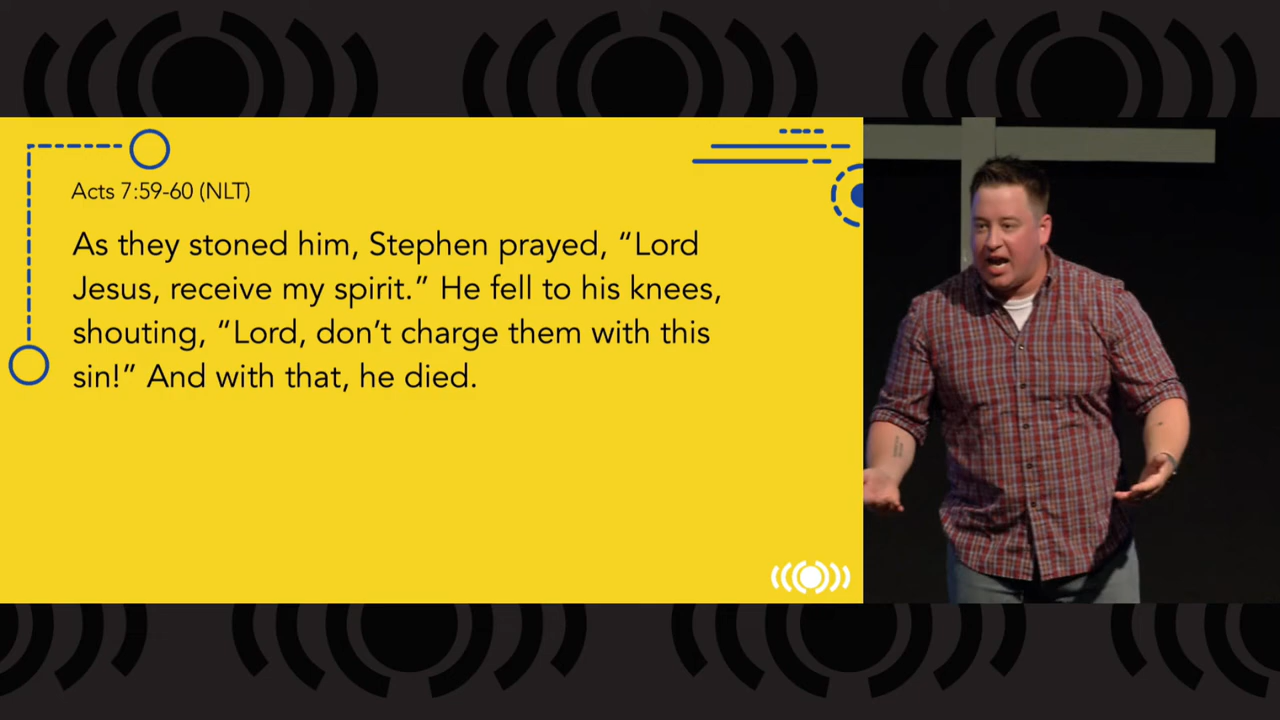 Acts 7:59-60 (NLT)
As they stoned him, Stephen prayed, “Lord
Jesus, receive my spirit.” He fell to his knees,
shouting, “Lord, don’t charge them with this
sin!” And with that, he died.